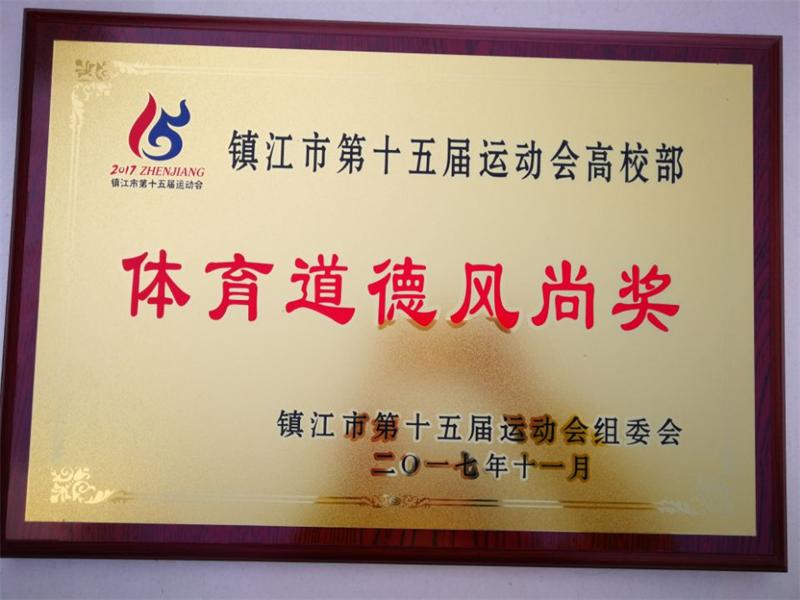 2017 ZHENJIANG
镇江市第十五届运动会
镇江市第十五届运动会高校部
体育道德风尚奖
镇江市第十五届运动会组委会
二〇一七年十一月